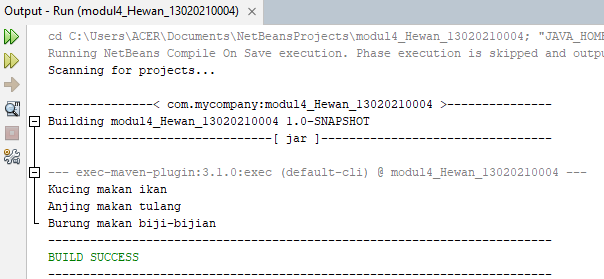 Output - Run (modul4_Hewan_13020210004) ×
cd C:\Users\ACER\Documents\NetBeansProjects\modul4_Hewan_13020210004; "JAVA_HOM
Running NetBeans Compile On Save execution. Phase execution is skipped and outpu
Scanning for projects...
---------------< com.mycompany:modul4_Hewan_13020210004 >---------------
Building modul4_Hewan_13020210004 1.0-SNAPSHOT
--------------------------------[ jar ]---------------------------------
--- exec-maven-plugin:3.1.0:exec (default-cli) @ modul4_Hewan_13020210004 ---
Kucing makan ikan
Anjing makan tulang
Burung makan biji-bijian
------------------------------------------------------------------------
BUILD SUCCESS
------------------------------------------------------------------------